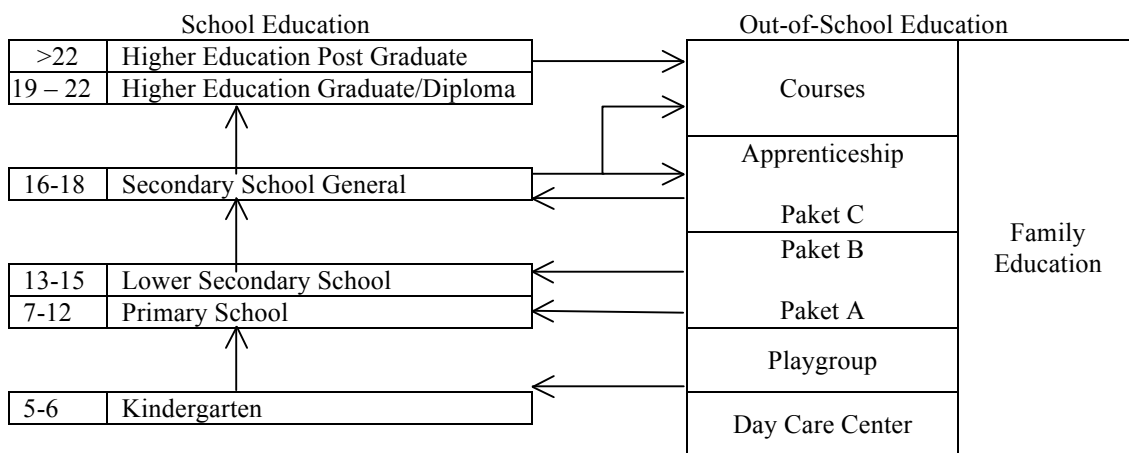 School Education
>22 Higher Education Post Graduate
19 – 22 Higher Education Graduate/Diploma
16-18 Secondary School General
13-15 Lower Secondary School
7-12 Primary School
5-6 Kindergarten
Out-of-School Education
Courses
Apprenticeship
Paket C
Paket B
Paket A
Playgroup
Day Care Center
Family
Education